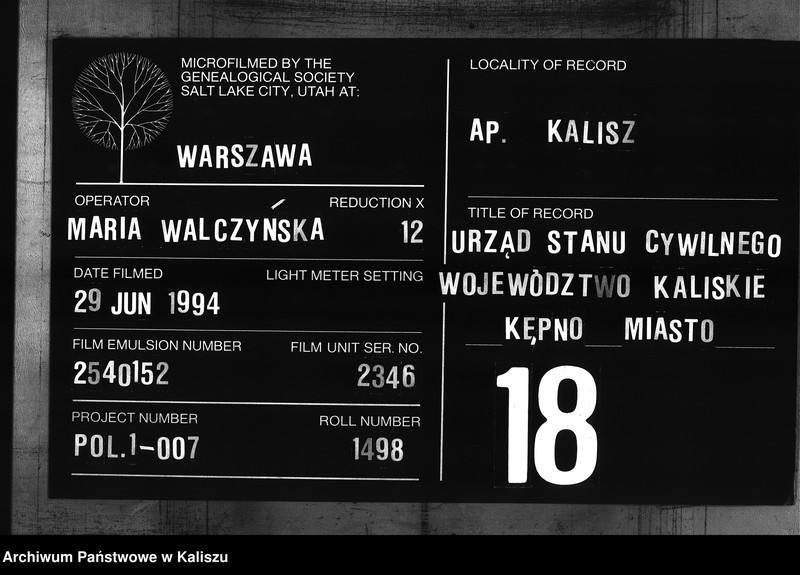 MICROFILMED BY THE
GENEALOGICAL SOCIETY
SALT LAKE CITY, UTAH AT:
WARSZAWA
OPERATOR REDUCTION X
MARIA WALCZYŃSKA 12
DATE FILMED LIGHT METER SETTING
29 JUN 1994
FILM EMULSION NUMBER FILM UNIT SER. NO.
2540152 2346
PROJECT NUMBER ROLL NUMBER
POL.1-007 1498
LOCALITY OF RECORD
AP. KALISZ
TITLE OF RECORD
URZĄD STANU CYWILNEGO
WOJEWÒDZTWO KALISKIE
KĘPNO MIASTO
18
Archiwum Państwowe w Kaliszu